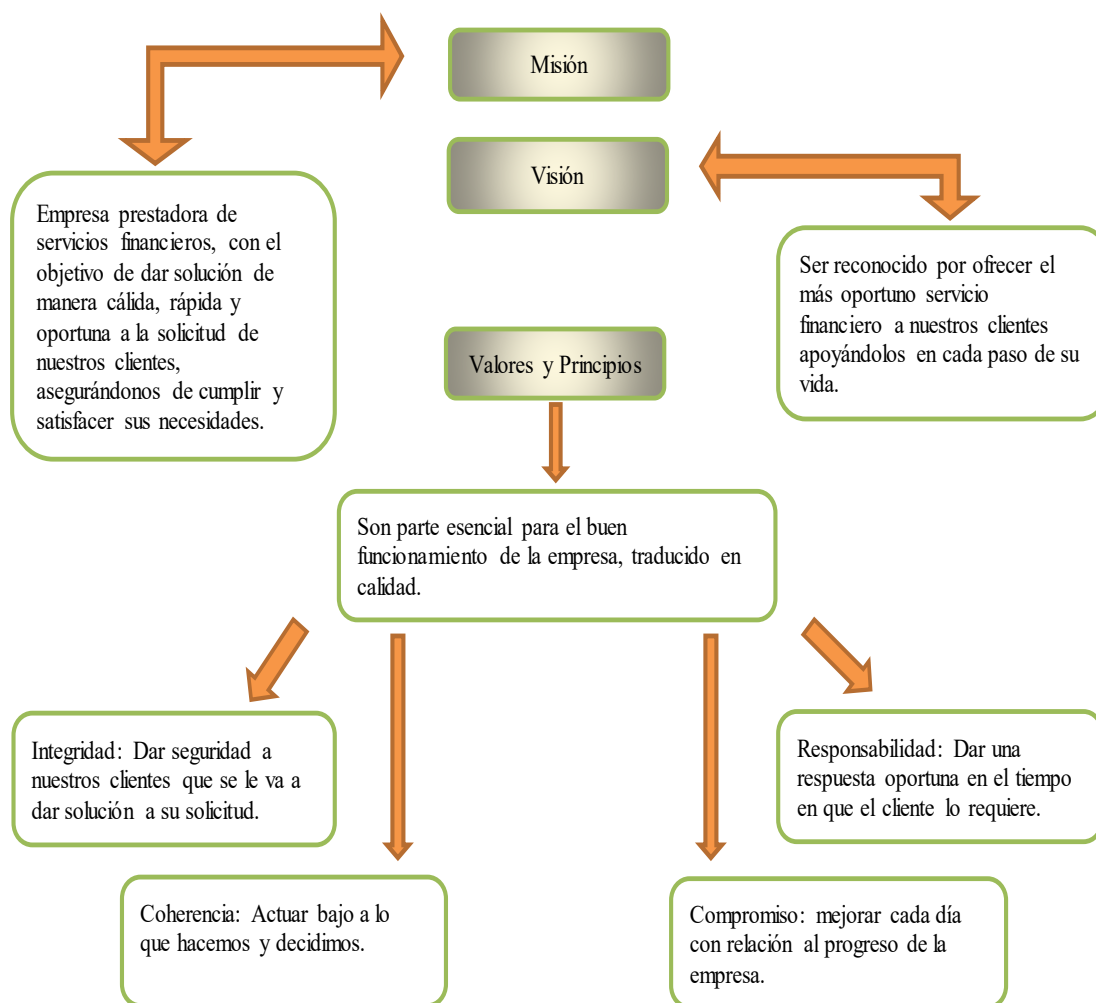 Misión
Visión
Empresa prestadora de
servicios financieros, con el
objetivo de dar solución de
manera cálida, rápida y
oportuna a la solicitud de
nuestros clientes,
asegurándonos de cumplir y
satisfacer sus necesidades.
Ser reconocido por ofrecer el
más oportuno servicio
financiero a nuestros clientes
apoyándolos en cada paso de su
vida.
Valores y Principios
Son parte esencial para el buen
funcionamiento de la empresa, traducido en
calidad.
Integridad: Dar seguridad a
nuestros clientes que se le va a
dar solución a su solicitud.
Responsabilidad: Dar una
respuesta oportuna en el tiempo
en que el cliente lo requiere.
Coherencia: Actuar bajo a lo
que hacemos y decidimos.
Compromiso: mejorar cada día
con relación al progreso de la
empresa.